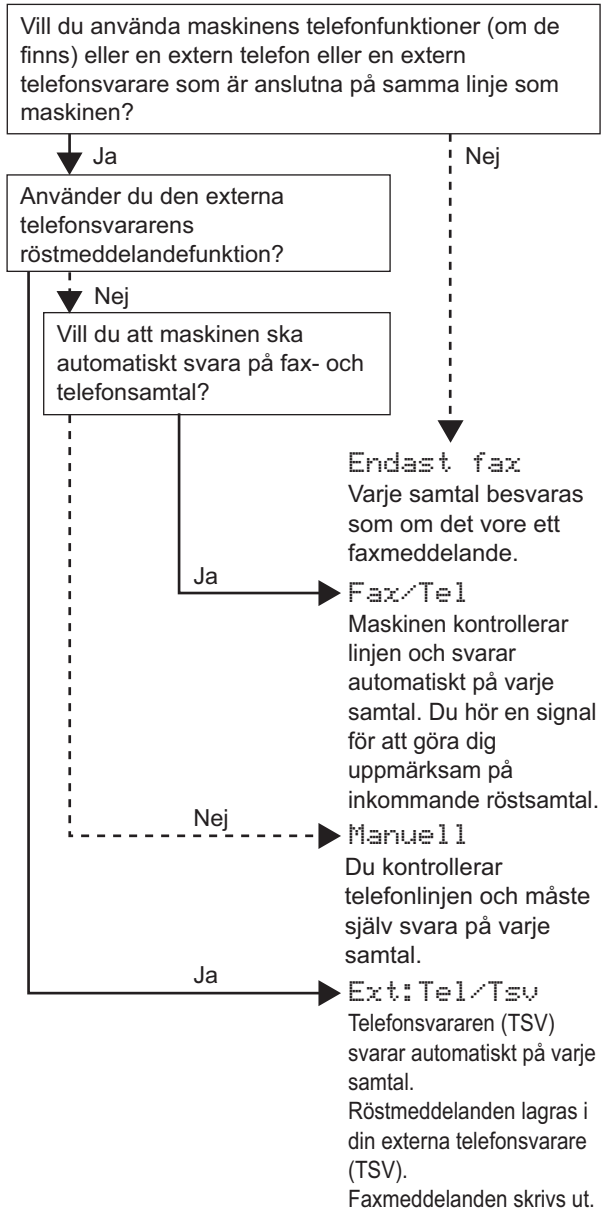 Vill du använda maskinens telefonfunktioner (om de
finns) eller en extern telefon eller en extern
telefonsvarare som är anslutna på samma linje som
maskinen?
Ja
Nej
Använder du den externa
telefonsvararens
röstmeddelandefunktion?
Nej
Vill du att maskinen ska
automatiskt svara på fax- och
telefonsamtal?
Endast fax
Varje samtal besvaras
som om det vore ett
faxmeddelande.
Ja
Fax/Tel
Maskinen kontrollerar
linjen och svarar
automatiskt på varje
samtal. Du hör en signal
för att göra dig
uppmärksam på
inkommande röstsamtal.
Nej
Manuell
Du kontrollerar
telefonlinjen och måste
själv svara på varje
samtal.
Ja
Ext:Tel/Tsv
Telefonsvararen (TSV)
svarar automatiskt på varje
samtal.
Röstmeddelanden lagras i
din externa telefonsvarare
(TSV).
Faxmeddelanden skrivs ut.